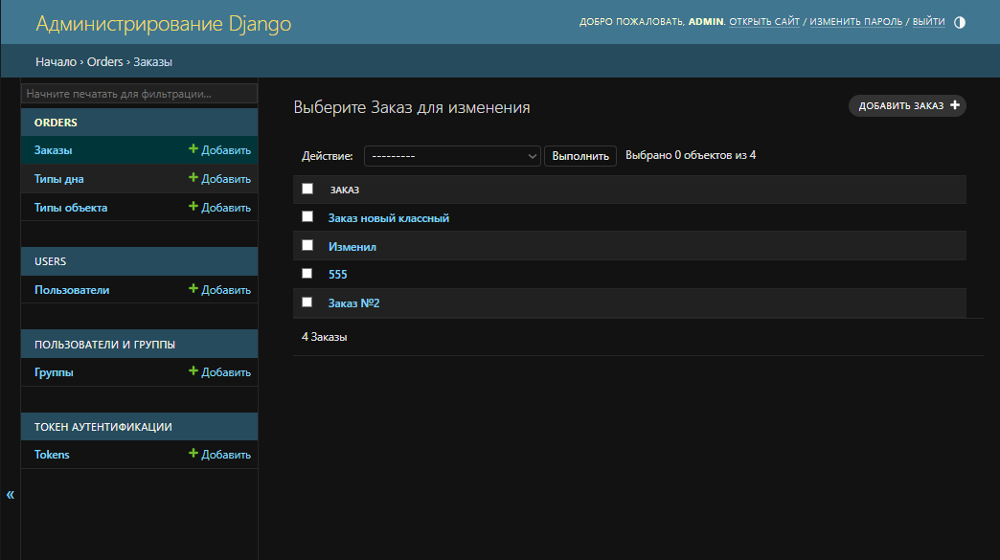 Администрирование Django
ДОБРО ПОЖАЛОВАТЬ, ADMIN. ОТКРЫТЬ САЙТ / ИЗМЕНИТЬ ПАРОЛЬ / ВЫЙТИ
Начало › Orders › Заказы
Начните печатать для фильтрации...
ORDERS
Заказы + Добавить
Типы дна + Добавить
Типы объекта + Добавить
USERS
Пользователи + Добавить
ПОЛЬЗОВАТЕЛИ И ГРУППЫ
Группы + Добавить
ТОКЕН АУТЕНТИФИКАЦИИ
Tokens + Добавить
«
Выберите Заказ для изменения
ДОБАВИТЬ ЗАКАЗ +
Действие: --------- Выполнить Выбрано 0 объектов из 4
ЗАКАЗ
Заказ новый классный
Изменил
555
Заказ №2
4 Заказы